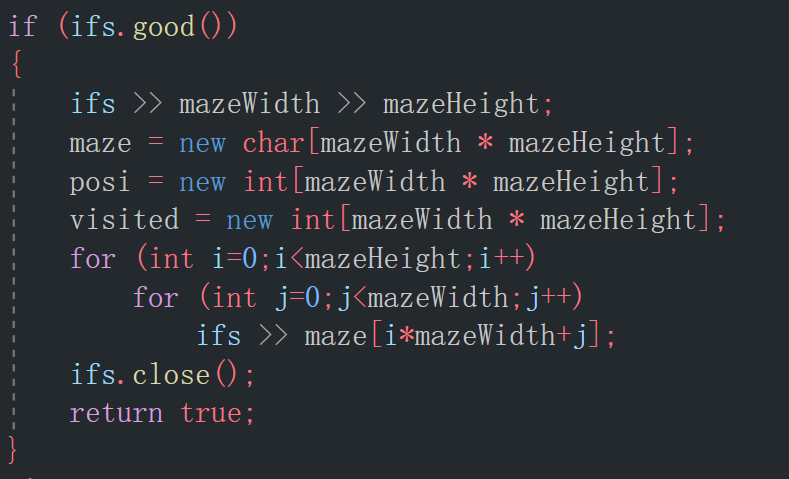 if (ifs.good())
{
    ifs >> mazeWidth >> mazeHeight;
    maze = new char[mazeWidth * mazeHeight];
    posi = new int[mazeWidth * mazeHeight];
    visited = new int[mazeWidth * mazeHeight];
    for (int i=0;i<mazeHeight;i++)
        for (int j=0;j<mazeWidth;j++)
            ifs >> maze[i*mazeWidth+j];
    ifs.close();
    return true;
}